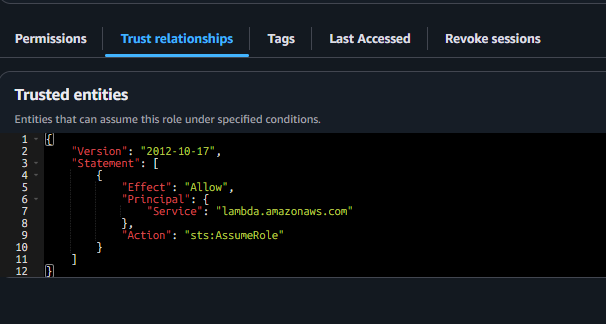 Permissions
Trust relationships
Tags
Last Accessed
Revoke sessions
Trusted entities
Entities that can assume this role under specified conditions.
1 {
2 "Version": "2012-10-17",
3 "Statement": [
4 {
5 "Effect": "Allow",
6 "Principal": {
7 "Service": "lambda.amazonaws.com"
8 },
9 "Action": "sts:AssumeRole"
10 }
11 ]
12 }